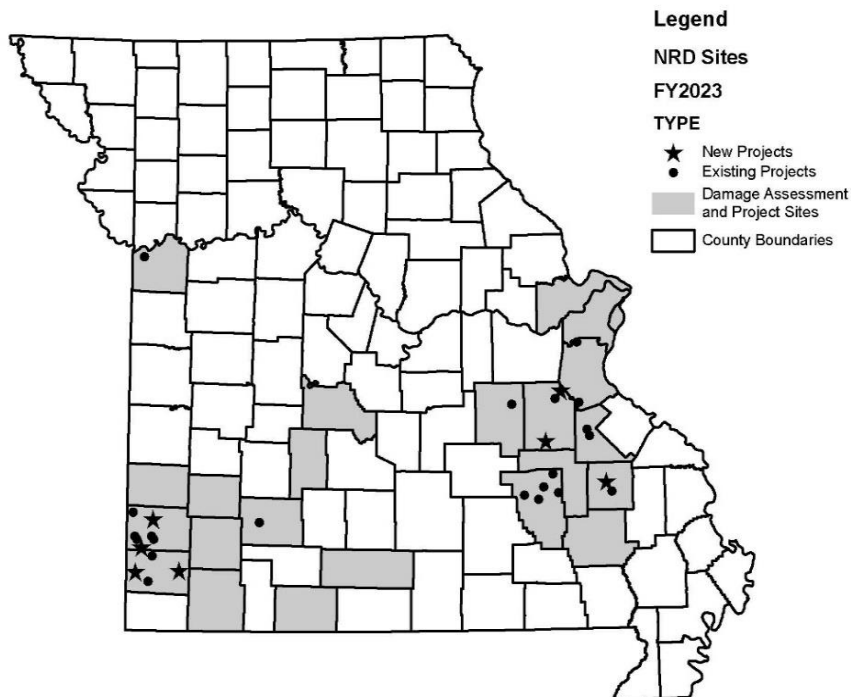 Legend
NRD Sites
FY2023
TYPE
New Projects
Existing Projects
Damage Assessment
and Project Sites
County Boundaries